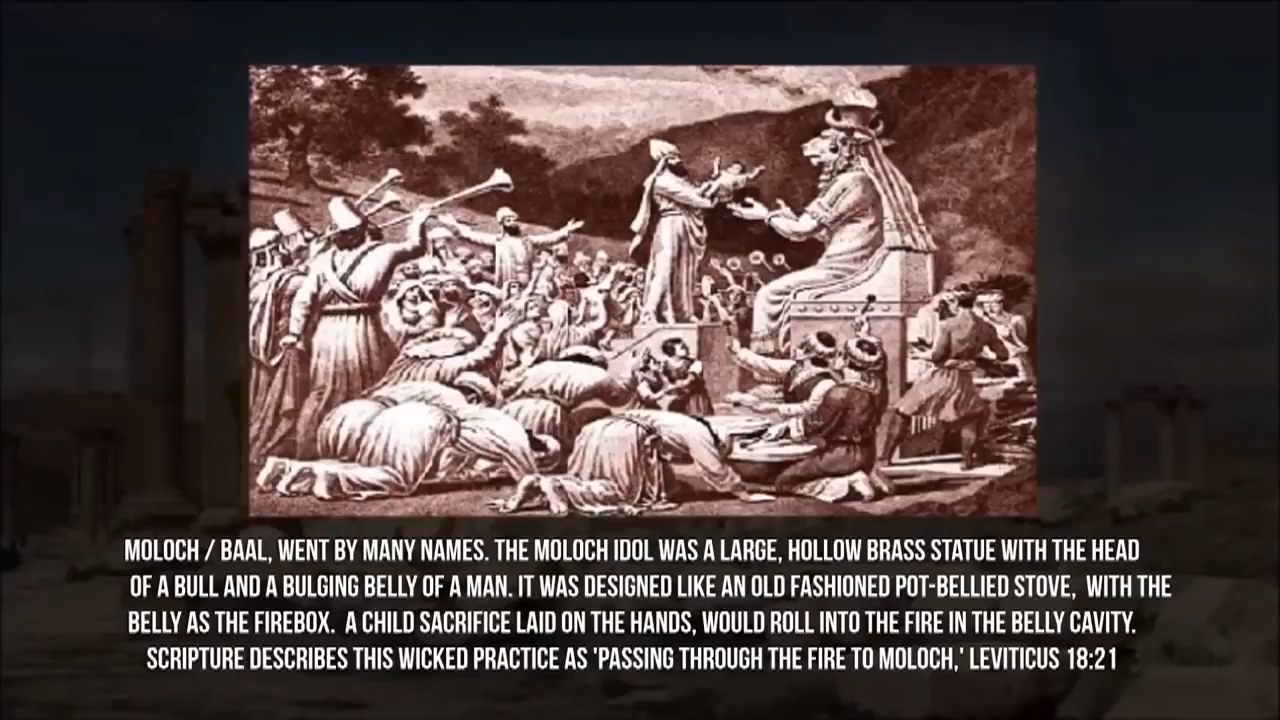 MOLOCH / BAAL, WENT BY MANY NAMES. THE MOLOCH IDOL WAS A LARGE, HOLLOW BRASS STATUE WITH THE HEAD
OF A BULL AND A BULGING BELLY OF A MAN. IT WAS DESIGNED LIKE AN OLD FASHIONED POT-BELLIED STOVE, WITH THE
BELLY AS THE FIREBOX. A CHILD SACRIFICE LAID ON THE HANDS, WOULD ROLL INTO THE FIRE IN THE BELLY CAVITY.
SCRIPTURE DESCRIBES THIS WICKED PRACTICE AS 'PASSING THROUGH THE FIRE TO MOLOCH,' LEVITICUS 18:21